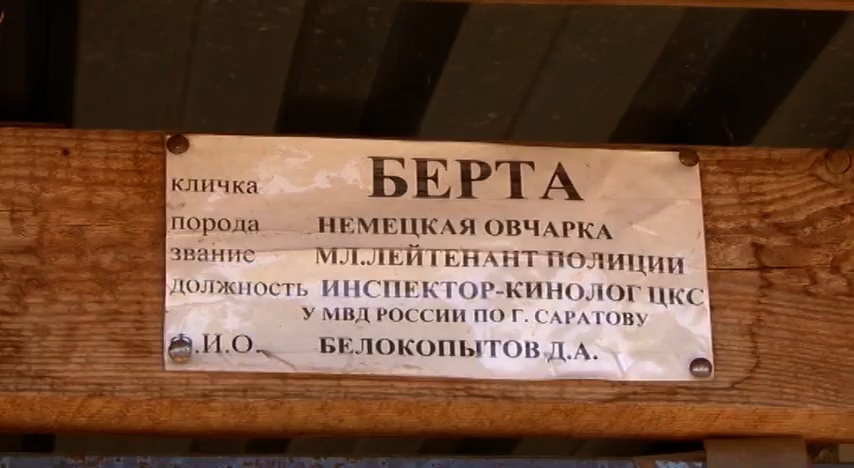 кличка БЕРТА
порода НЕМЕЦКАЯ ОВЧАРКА
звание МЛ.ЛЕЙТЕНАНТ ПОЛИЦИИ
должность ИНСПЕКТОР-КИНОЛОГ ЦКС
У МВД РОССИИ ПО Г. САРАТОВУ
Ф.И.О. БЕЛОКОПЫТОВ Д.А.